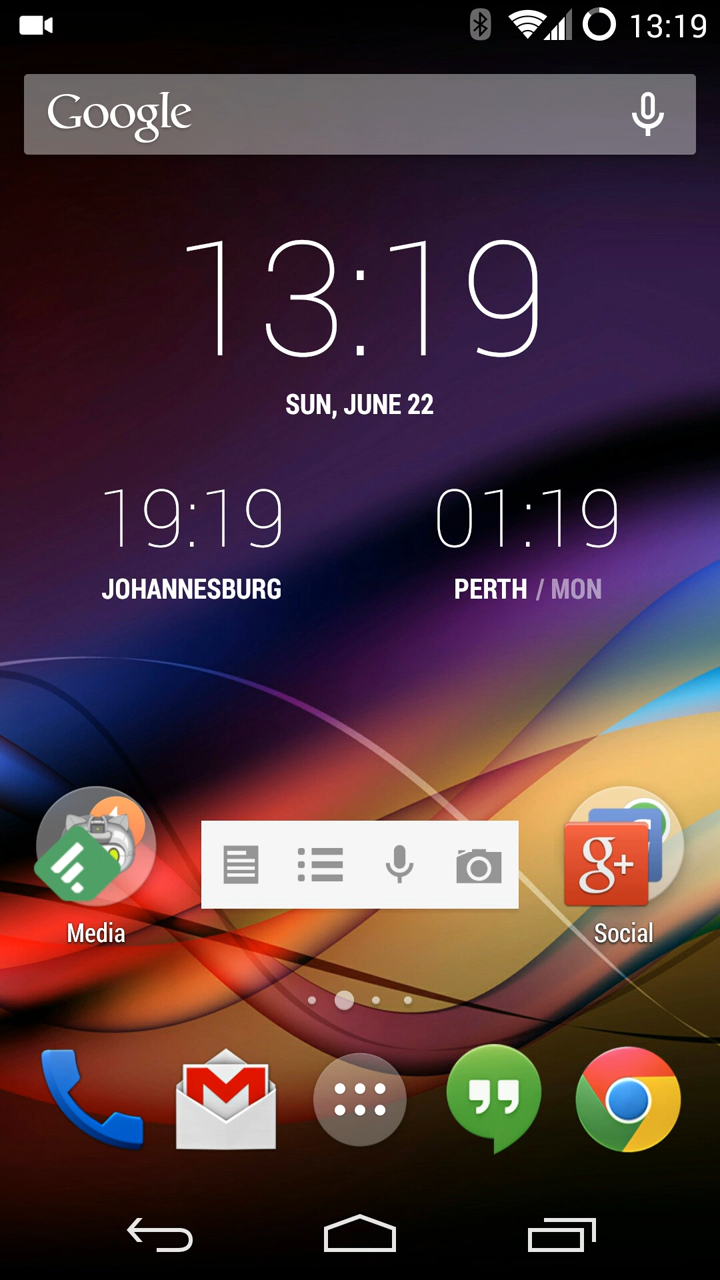 13:19
Google
13:19
SUN, JUNE 22
19:19
01:19
JOHANNESBURG
PERTH / MON
g+
Media
Social